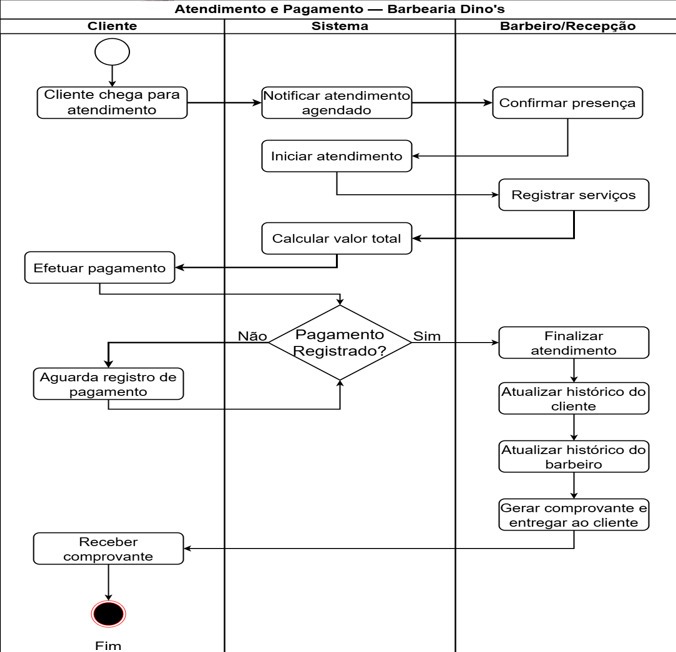 Atendimento e Pagamento — Barbearia Dino's
Cliente
Sistema
Barbeiro/Recepção
Cliente chega para
atendimento
Notificar atendimento
agendado
Confirmar presença
Iniciar atendimento
Registrar serviços
Calcular valor total
Efetuar pagamento
Pagamento
Registrado?
Não
Sim
Aguarda registro de
pagamento
Finalizar
atendimento
Atualizar histórico do
cliente
Atualizar histórico do
barbeiro
Gerar comprovante e
entregar ao cliente
Receber
comprovante
Fim